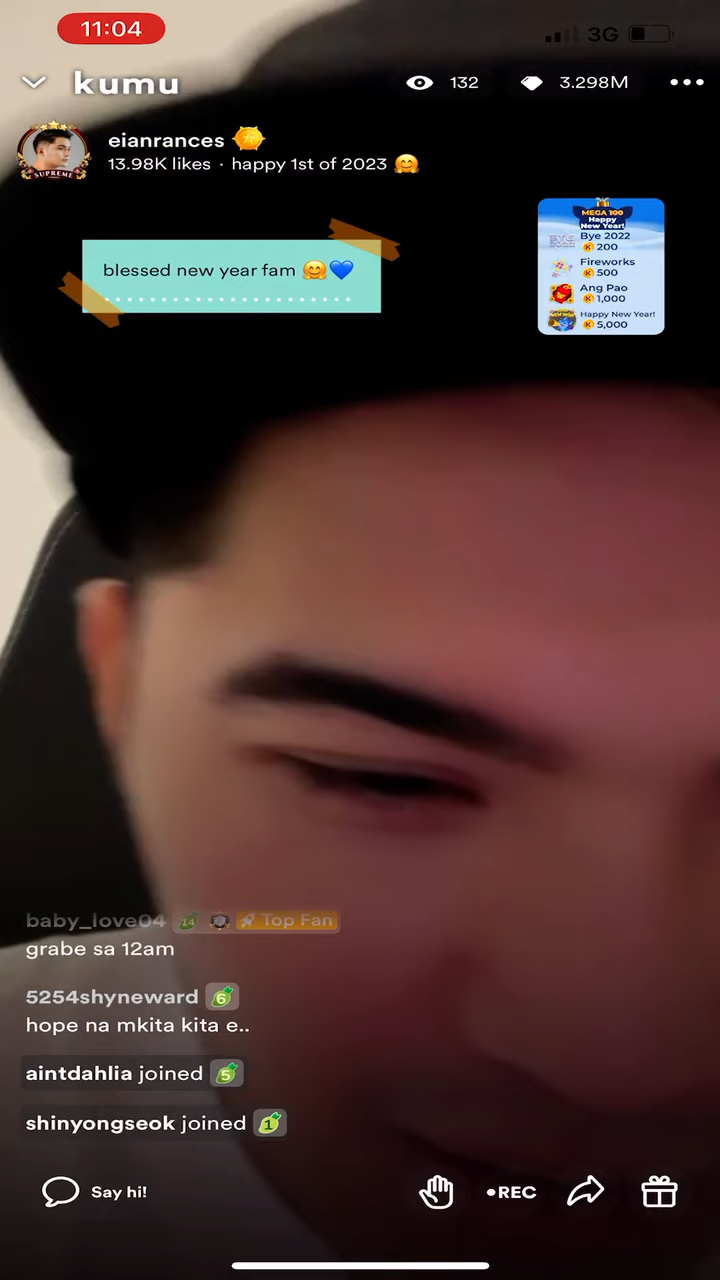 11:04
3G
kumu
132
3.298M
eianrances
13.98K likes · happy 1st of 2023 🤗
SUPREME
blessed new year fam 🤗💙
MEGA 100
Happy
New Year!
Bye 2022
200
Fireworks
500
Ang Pao
1,000
Happy New Year!
5,000
baby_love04 14 Top Fan
grabe sa 12am
5254shyneward 6
hope na mkita kita e..
aintdahlia joined 5
shinyongseok joined 1
Say hi!
•REC